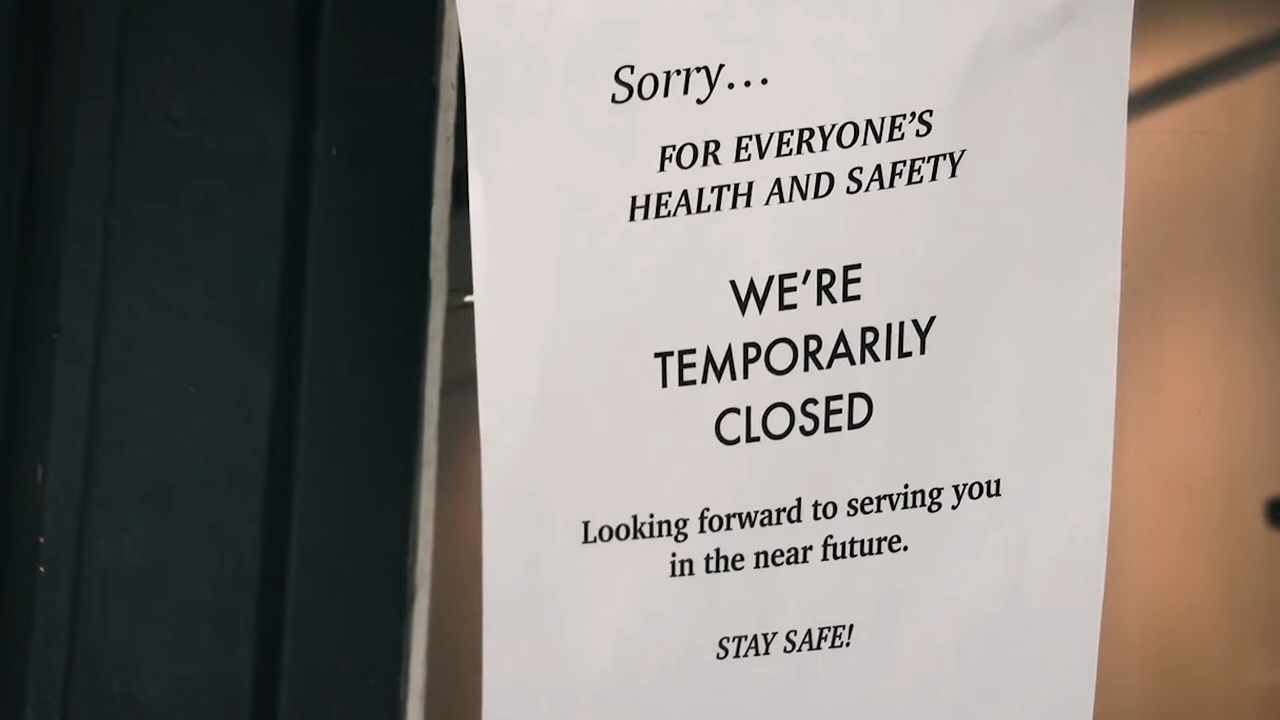 Sorry...
FOR EVERYONE'S
HEALTH AND SAFETY
WE'RE
TEMPORARILY
CLOSED
Looking forward to serving you
in the near future.
STAY SAFE!